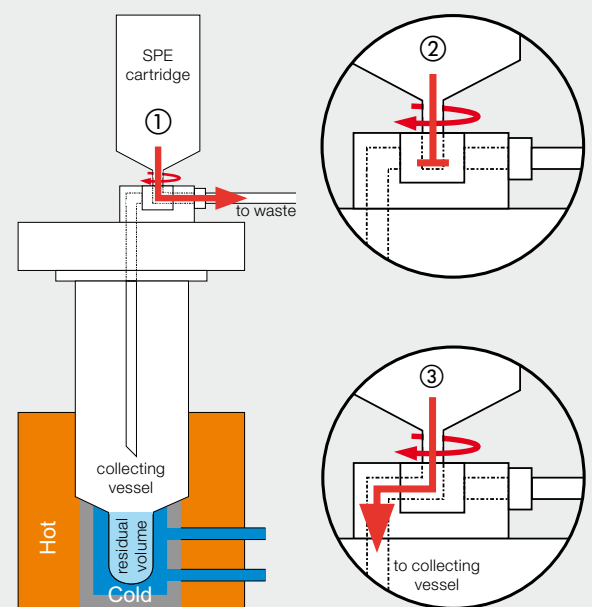 SPE
cartridge
①
to waste
collecting
vessel
residual
volume
Hot
Cold
②
③
to collecting
vessel